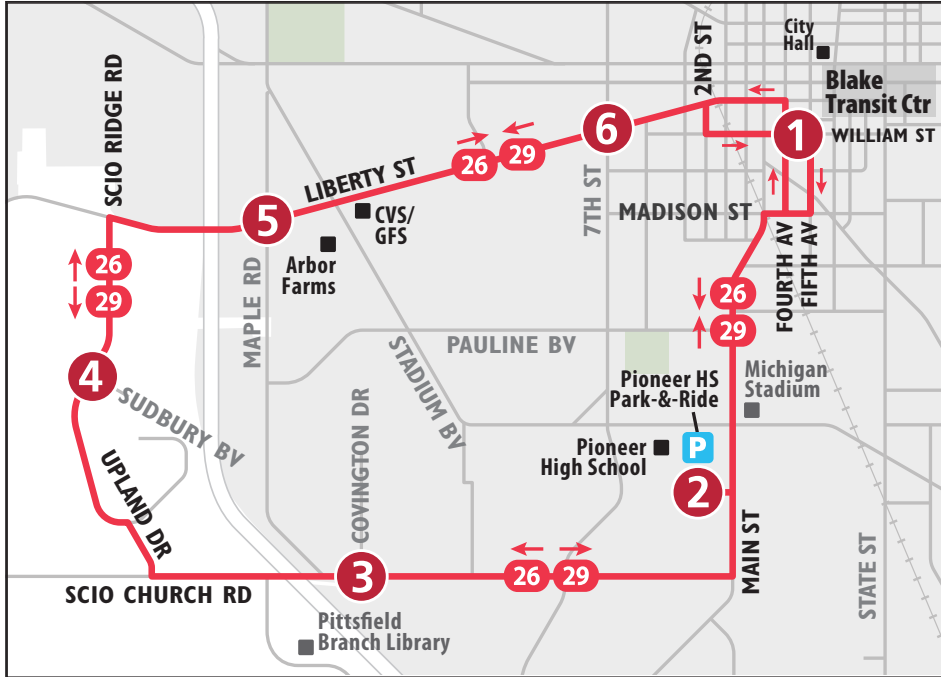 City
Hall
2ND ST
SCIO RIDGE RD
Blake
Transit Ctr
6
1
WILLIAM ST
26
29
LIBERTY ST
7TH ST
5
CVS/
GFS
MADISON ST
Arbor
Farms
26
29
MAPLE RD
FOURTH AV
FIFTH AV
26
29
PAULINE BV
STADIUM BV
4
SUDBURY BV
Pioneer HS
Park-&-Ride
Michigan
Stadium
COVINGTON DR
P
Pioneer
High School
2
UPLAND DR
MAIN ST
STATE ST
3
26
29
SCIO CHURCH RD
Pittsfield
Branch Library